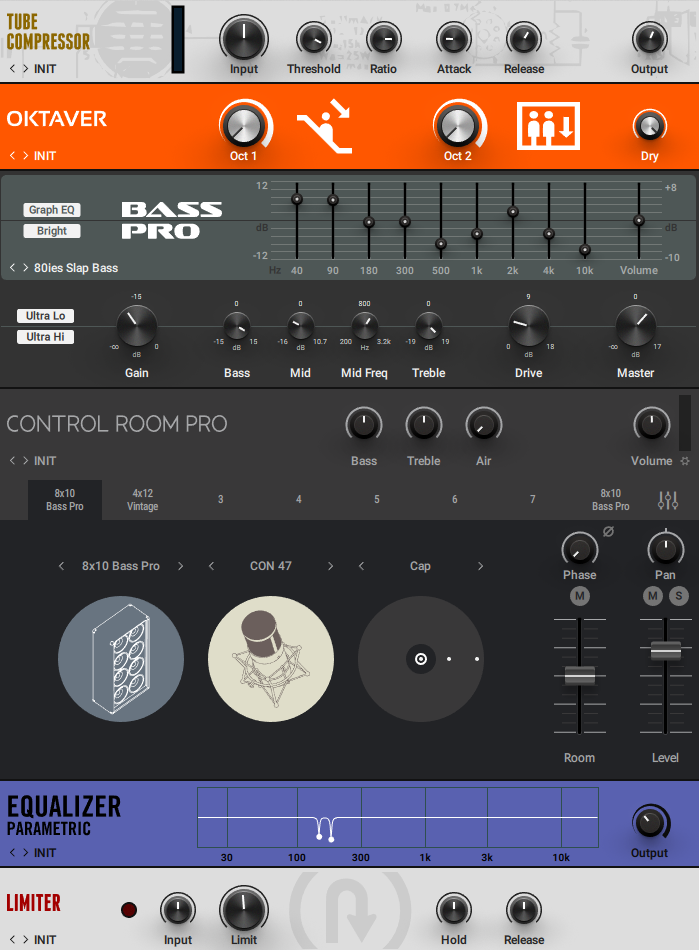 TUBE
COMPRESSOR
< > INIT
Input Threshold Ratio Attack Release Output
OKTAVER
< > INIT
Oct 1 Oct 2 Dry
Graph EQ
Bright
BASS
PRO
< > 80ies Slap Bass
12 +8
dB dB
-12 -10
Hz 40 90 180 300 500 1k 2k 4k 10k Volume
Ultra Lo
Ultra Hi
-15 0 0 800 0 9 0
-∞ 0 -15 15 -16 10.7 200 3.2k -19 19 0 18 -∞ 17
dB dB dB Hz dB dB dB
Gain Bass Mid Mid Freq Treble Drive Master
CONTROL ROOM PRO
< > INIT
Bass Treble Air Volume
8x10
Bass Pro
4x12
Vintage
3 4 5 6 7
8x10
Bass Pro
< 8x10 Bass Pro > < CON 47 > < Cap >
Ø
Phase Pan
M M S
Room Level
EQUALIZER
PARAMETRIC
< > INIT
30 100 300 1k 3k 10k
Output
LIMITER
< > INIT
Input Limit Hold Release